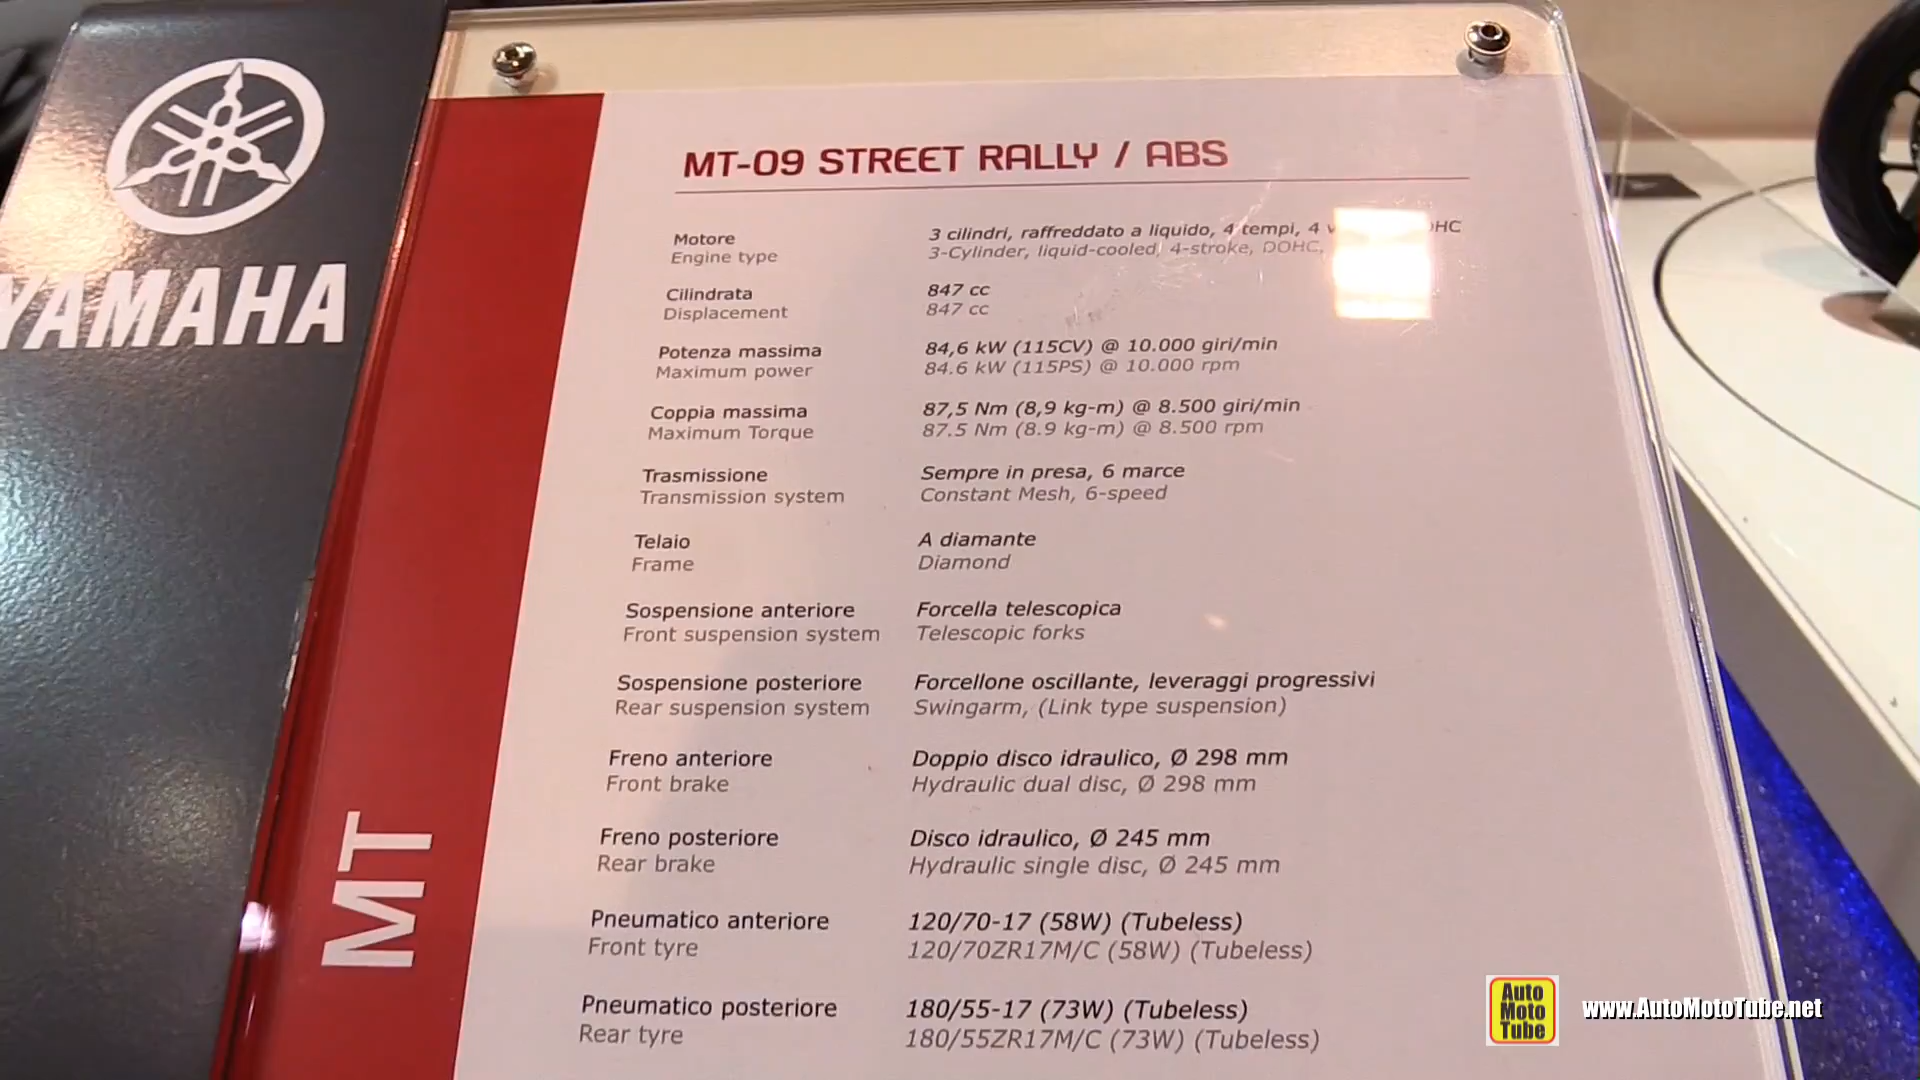 YAMAHA
MT
MT-09 STREET RALLY / ABS
Motore 3 cilindri, raffreddato a liquido, 4 tempi, 4
Engine type 3-Cylinder, liquid-cooled, 4-stroke, DOHC,
Cilindrata 847 cc
Displacement 847 cc
Potenza massima 84,6 kW (115CV) @ 10.000 giri/min
Maximum power 84.6 kW (115PS) @ 10.000 rpm
Coppia massima 87,5 Nm (8,9 kg-m) @ 8.500 giri/min
Maximum Torque 87.5 Nm (8.9 kg-m) @ 8.500 rpm
Trasmissione Sempre in presa, 6 marce
Transmission system Constant Mesh, 6-speed
Telaio A diamante
Frame Diamond
Sospensione anteriore Forcella telescopica
Front suspension system Telescopic forks
Sospensione posteriore Forcellone oscillante, leveraggi progressivi
Rear suspension system Swingarm, (Link type suspension)
Freno anteriore Doppio disco idraulico, Ø 298 mm
Front brake Hydraulic dual disc, Ø 298 mm
Freno posteriore Disco idraulico, Ø 245 mm
Rear brake Hydraulic single disc, Ø 245 mm
Pneumatico anteriore 120/70-17 (58W) (Tubeless)
Front tyre 120/70ZR17M/C (58W) (Tubeless)
Pneumatico posteriore 180/55-17 (73W) (Tubeless)
Rear tyre 180/55ZR17M/C (73W) (Tubeless)
Auto
Moto
Tube
www.AutoMotoTube.net